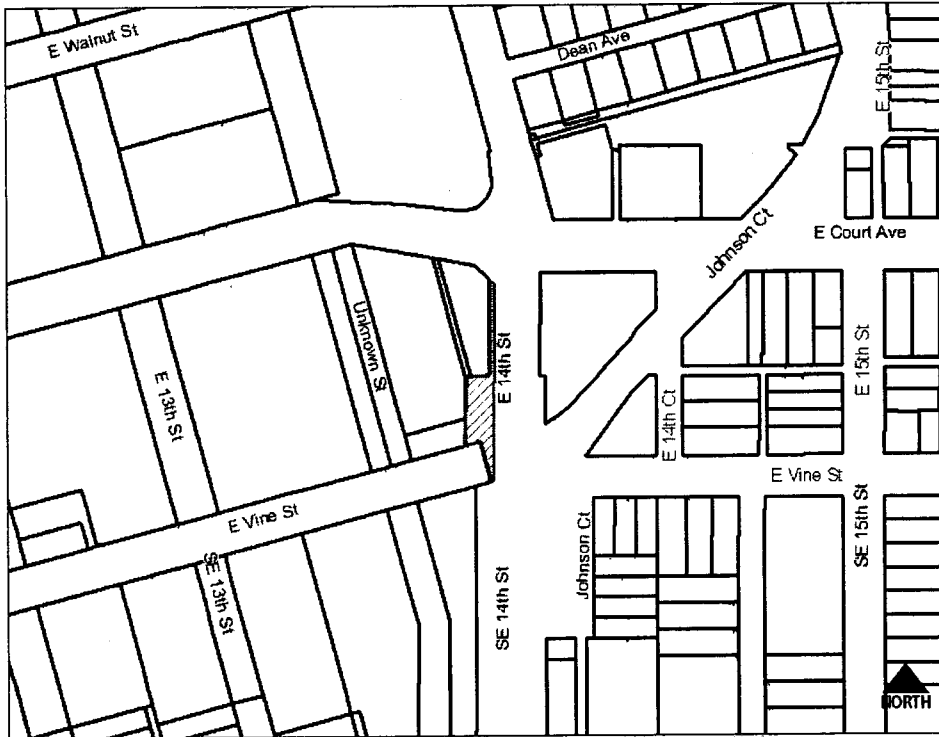 E Walnut St
Dean Ave
E 15th St
E Court Ave
Johnson Ct
Unknown St
E 14th St
E 15th St
E 13th St
E 14th Ct
E Vine St
E Vine St
SE 15th St
SE 13th St
Johnson Ct
SE 14th St
NORTH